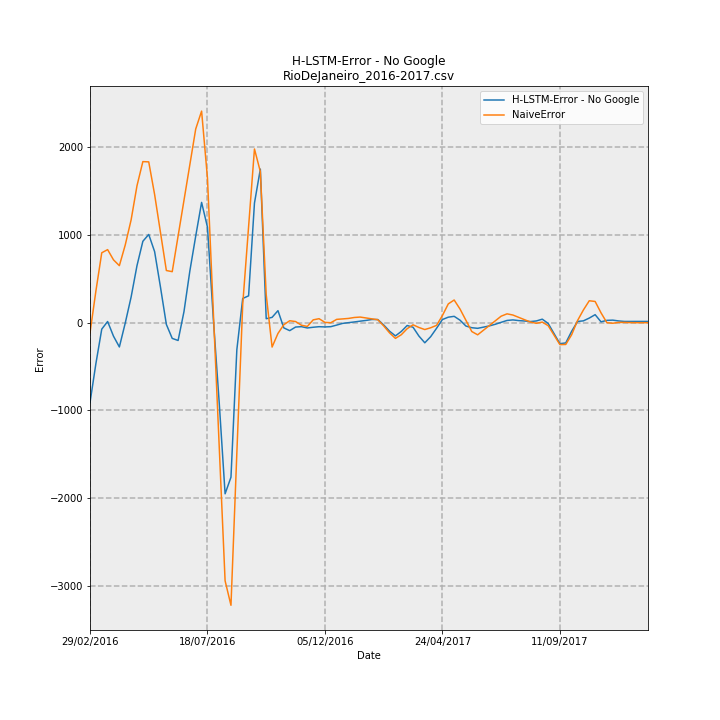 H-LSTM-Error - No Google
RioDeJaneiro_2016-2017.csv
H-LSTM-Error - No Google
NaiveError
Error
2000
1000
0
−1000
−2000
−3000
29/02/2016
18/07/2016
05/12/2016
24/04/2017
11/09/2017
Date